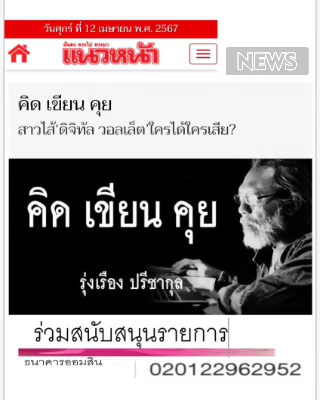 วันศุกร์ ที่ 12 เมษายน พ.ศ. 2567
แนวหน้า
NEWS
คิด เขียน คุย
สาวไส้'ดิจิทัล วอลเล็ต'ใครได้ใครเสีย?
คิด เขียน คุย
รุ่งเรือง ปรีชากุล
ร่วมสนับสนุนรายการ
ธนาคารออมสิน
020122962952